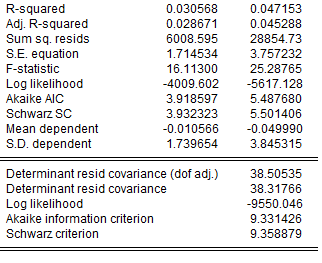 R-squared 0.030568 0.047153
Adj. R-squared 0.028671 0.045288
Sum sq. resids 6008.595 28854.73
S.E. equation 1.714534 3.757232
F-statistic 16.11300 25.28765
Log likelihood -4009.602 -5617.128
Akaike AIC 3.918597 5.487680
Schwarz SC 3.932323 5.501406
Mean dependent -0.010566 -0.049990
S.D. dependent 1.739654 3.845315
Determinant resid covariance (dof adj.) 38.50535
Determinant resid covariance 38.31766
Log likelihood -9550.046
Akaike information criterion 9.331426
Schwarz criterion 9.358879